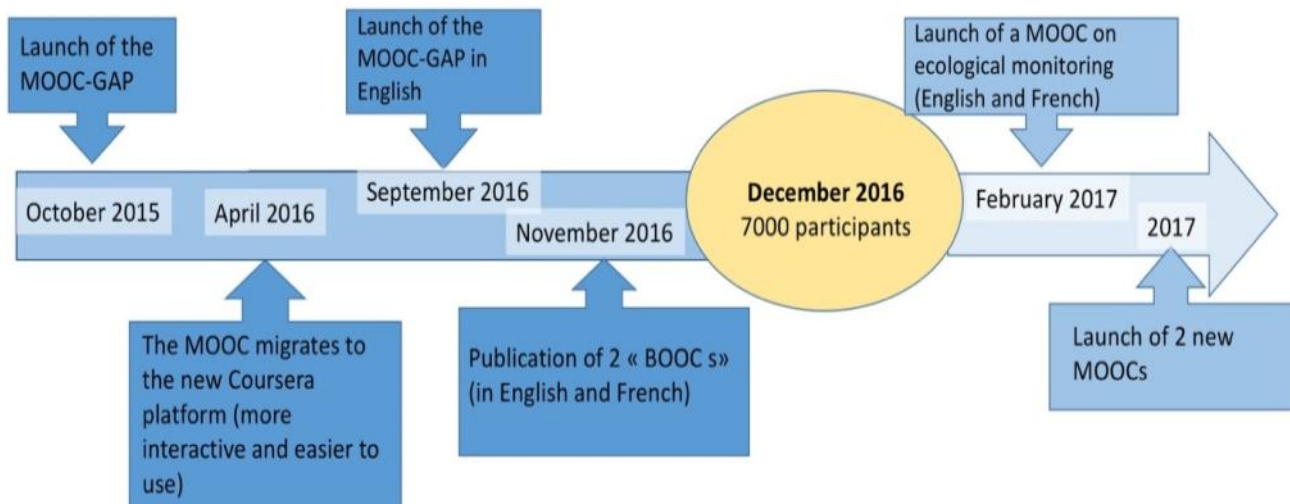 Launch of the
MOOC-GAP
Launch of the
MOOC-GAP in
English
Launch of a MOOC on
ecological monitoring
(English and French)
October 2015
April 2016
September 2016
November 2016
December 2016
7000 participants
February 2017
2017
The MOOC migrates to
the new Coursera
platform (more
interactive and easier to
use)
Publication of 2 « BOOC s»
(in English and French)
Launch of 2 new
MOOCs